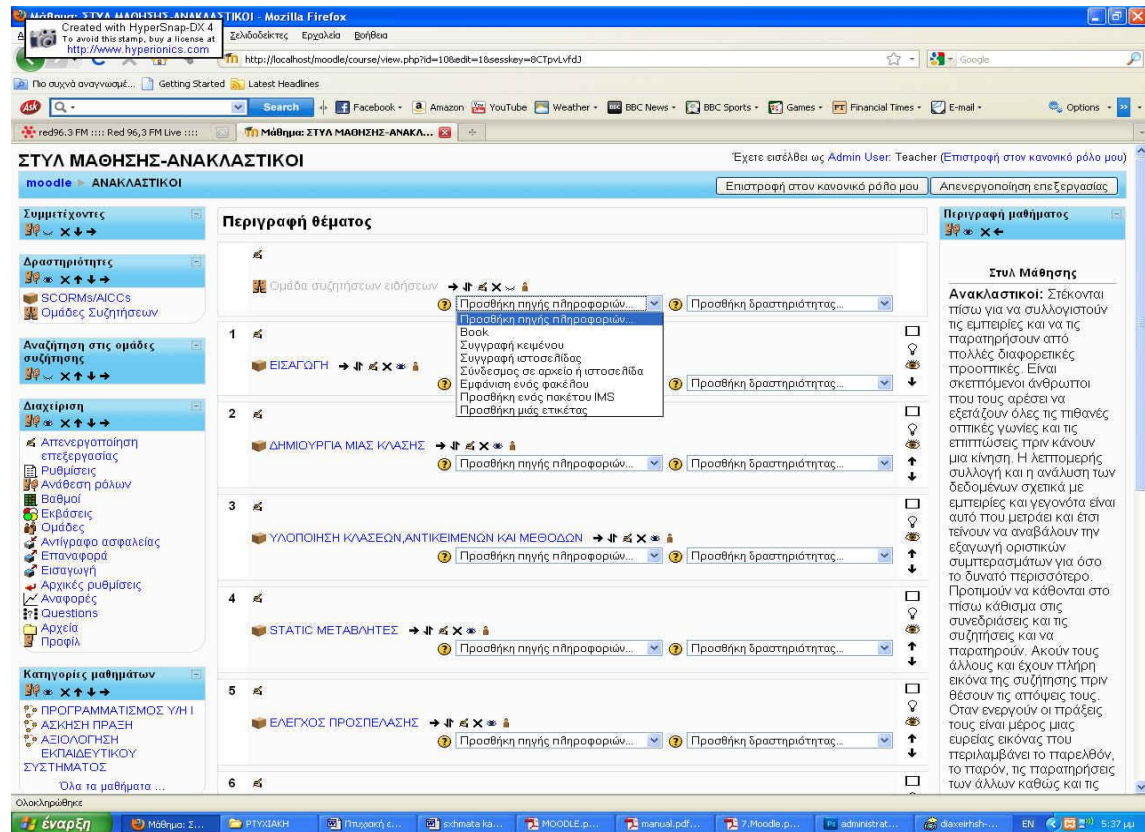 Μάθημα: ΣΤΥΛ ΜΑΘΗΣΗΣ-ΑΝΑΚΛΑΣΤΙΚΟΙ - Mozilla Firefox
Created with HyperSnap-DX 4
To avoid this stamp, buy a license at
http://www.hyperionics.com
Σελιδοδείκτες Εργαλεία Βοήθεια
http://localhost/moodle/course/view.php?id=10&edit=1&sesskey=8CTpvLvfdJ
Google
Πιο συχνά αναγνωσμέ... Getting Started Latest Headlines
Ask Q Search Facebook Amazon YouTube Weather BBC News BBC Sports Games Financial Times E-mail Options
red96.3 FM :::: Red 96,3 FM Live :::: Μάθημα: ΣΤΥΛ ΜΑΘΗΣΗΣ-ΑΝΑΚΛ...
ΣΤΥΛ ΜΑΘΗΣΗΣ-ΑΝΑΚΛΑΣΤΙΚΟΙ
Έχετε εισέλθει ως Admin User: Teacher (Επιστροφή στον κανονικό ρόλο μου)
moodle ► ΑΝΑΚΛΑΣΤΙΚΟΙ
Επιστροφή στον κανονικό ρόλο μου
Απενεργοποίηση επεξεργασίας
Συμμετέχοντες
Δραστηριότητες
SCORMs/AICCs
Ομάδες Συζητήσεων
Αναζήτηση στις ομάδες
συζήτησης
Διαχείριση
Απενεργοποίηση
επεξεργασίας
Ρυθμίσεις
Ανάθεση ρόλων
Βαθμοί
Εκβάσεις
Ομάδες
Αντίγραφο ασφαλείας
Επαναφορά
Εισαγωγή
Αρχικές ρυθμίσεις
Αναφορές
Questions
Αρχεία
Προφίλ
Κατηγορίες μαθημάτων
ΠΡΟΓΡΑΜΜΑΤΙΣΜΟΣ Υ/Η Ι
ΑΣΚΗΣΗ ΠΡΑΞΗ
ΑΞΙΟΛΟΓΗΣΗ
ΕΚΠΑΙΔΕΥΤΙΚΟΥ
ΣΥΣΤΗΜΑΤΟΣ
Όλα τα μαθήματα ...
Περιγραφή θέματος
Ομάδα συζητήσεων ειδήσεων
Προσθήκη πηγής πληροφοριών... Προσθήκη δραστηριότητας...
Προσθήκη πηγής πληροφοριών...
Book
Συγγραφή κειμένου
Συγγραφή ιστοσελίδας
Σύνδεσμος σε αρχείο ή ιστοσελίδα
Εμφάνιση ενός φακέλου
Προσθήκη ενός πακέτου IMS
Προσθήκη μιάς ετικέτας
1
ΕΙΣΑΓΩΓΗ
Προσθήκη δραστηριότητας...
2
ΔΗΜΙΟΥΡΓΙΑ ΜΙΑΣ ΚΛΑΣΗΣ
Προσθήκη πηγής πληροφοριών... Προσθήκη δραστηριότητας...
3
ΥΛΟΠΟΙΗΣΗ ΚΛΑΣΕΩΝ,ΑΝΤΙΚΕΙΜΕΝΩΝ ΚΑΙ ΜΕΘΟΔΩΝ
Προσθήκη πηγής πληροφοριών... Προσθήκη δραστηριότητας...
4
STATIC ΜΕΤΑΒΛΗΤΕΣ
Προσθήκη πηγής πληροφοριών... Προσθήκη δραστηριότητας...
5
ΕΛΕΓΧΟΣ ΠΡΟΣΠΕΛΑΣΗΣ
Προσθήκη πηγής πληροφοριών... Προσθήκη δραστηριότητας...
6
Περιγραφή μαθήματος
Στυλ Μάθησης
Ανακλαστικοί: Στέκονται
πίσω για να συλλογιστούν
τις εμπειρίες και να τις
παρατηρήσουν από
πολλές διαφορετικές
προοπτικές. Είναι
σκεπτόμενοι άνθρωποι
που τους αρέσει να
εξετάζουν όλες τις πιθανές
οπτικές γωνίες και τις
επιπτώσεις πριν κάνουν
μια κίνηση. Η λεπτομερής
συλλογή και η ανάλυση των
δεδομένων σχετικά με
εμπειρίες και γεγονότα είναι
αυτό που μετράει και έτσι
τείνουν να αναβάλουν την
εξαγωγή οριστικών
συμπερασμάτων για όσο
το δυνατό περισσότερο.
Προτιμούν να κάθονται στο
πίσω κάθισμα στις
συνεδριάσεις και τις
συζητήσεις και να
παρατηρούν. Ακούν τους
άλλους και έχουν πλήρη
εικόνα της συζήτησης πριν
θέσουν τις απόψεις τους.
Οταν ενεργούν οι πράξεις
τους είναι μέρος μιας
ευρείας εικόνας που
περιλαμβάνει το παρελθόν,
το παρόν, τις παρατηρήσεις
των άλλων καθώς και τις
Ολοκληρώθηκε
έναρξη Μάθημα: Σ... ΠΤΥΧΙΑΚΗ Πτυχιακή ε... sxhmata ka... MOODLE.p... manual.pdf... 7.Moodle.p... administrat... diaxeirhsh-... EN 5:37 μμ